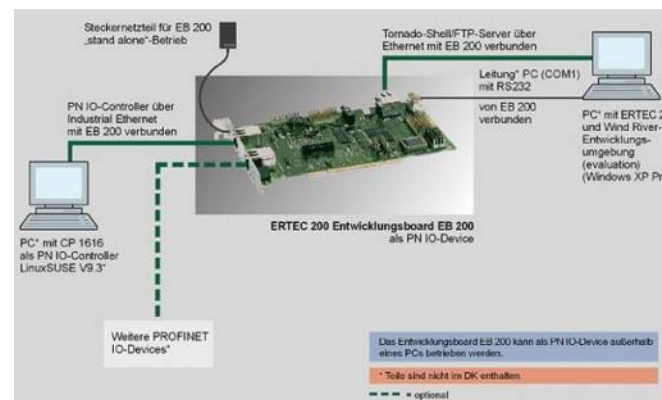 Steckernetzteil für EB 200
„stand alone"-Betrieb
Tornado-Shell/FTP-Server über
Ethernet mit EB 200 verbunden
Leitung* PC (COM1)
mit RS232
von EB 200
verbunden
PN IO-Controller über
Industrial Ethernet
mit EB 200 verbunden
PC* mit ERTEC 2
und Wind River-
Entwicklungs-
umgebung
(evaluation)
(Windows XP Pr
ERTEC 200 Entwicklungsboard EB 200
als PN IO-Device
PC* mit CP 1616
als PN IO-Controller
LinuxSUSE V9.3*
Weitere PROFINET
IO-Devices*
Das Entwicklungsboard EB 200 kann als PN IO-Device außerhalb
eines PCs betrieben werden.
* Teile sind nicht im DK enthalten
= optional